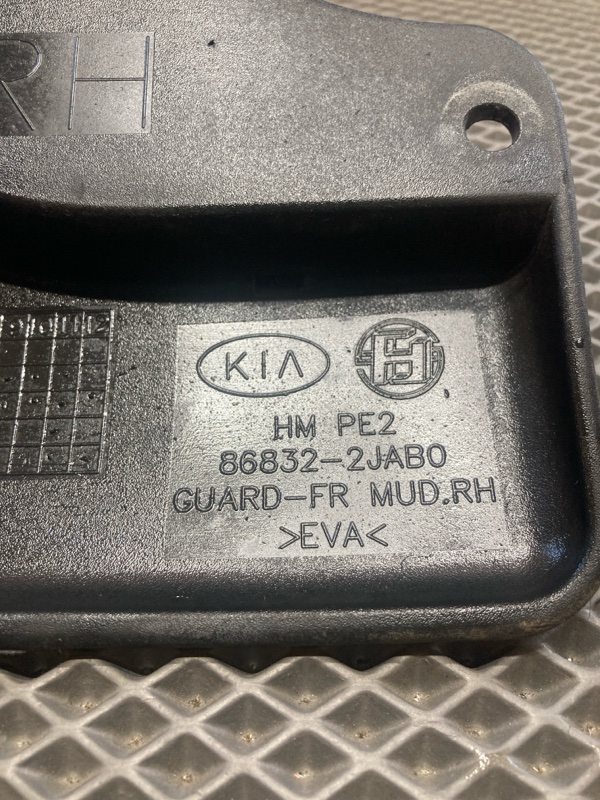 RH
KIA
HM PE2
86832-2JAB0
GUARD-FR MUD.RH
>EVA<